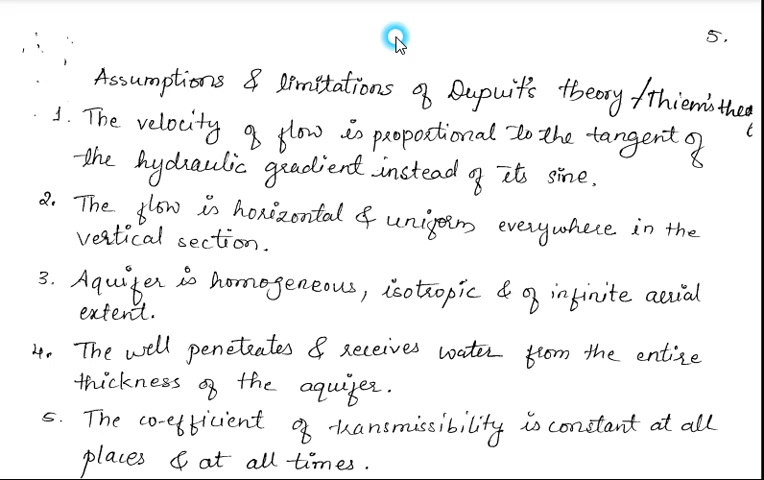 5.
Assumptions & limitations of Dupuit's theory/Thiem's theo
1. The velocity of flow is proportional to the tangent of
the hydraulic gradient instead of its sine.
2. The flow is horizontal & uniform everywhere in the
vertical section.
3. Aquifer is homogeneous, isotropic & of infinite aerial
extent.
4. The well penetrates & receives water from the entire
thickness of the aquifer.
5. The co-efficient of transmissibility is constant at all
places & at all times.